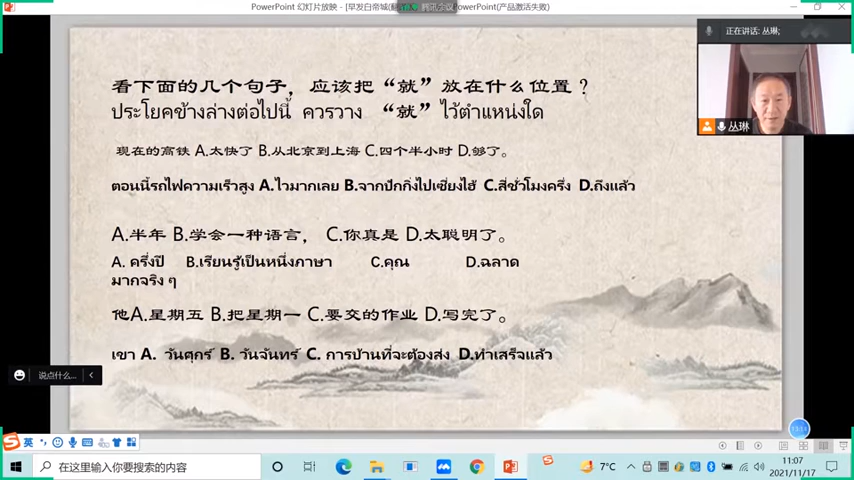 PowerPoint 幻灯片放映 - [早发白帝城
PowerPoint(产品激活失败)
腾讯会议
正在讲话: 丛琳;
丛琳
看下面的几个句子，应该把“就”放在什么位置？
ประโยคข้างล่างต่อไปนี้ ควรวาง “就” ไว้ตำแหน่งใด
现在的高铁 A.太快了 B.从北京到上海 C.四个半小时 D.够了。
ตอนนี้รถไฟความเร็วสูง A.ไวมากเลย B.จากปักกิ่งไปเซี่ยงไฮ้ C.สี่ชั่วโมงครึ่ง D.ถึงแล้ว
A.半年 B.学会一种语言， C.你真是 D.太聪明了。
A. ครึ่งปี B.เรียนรู้เป็นหนึ่งภาษา C.คุณ D.ฉลาด
มากจริง ๆ
他A.星期五 B.把星期一 C.要交的作业 D.写完了。
เขา A. วันศุกร์ B. วันจันทร์ C. การบ้านที่จะต้องส่ง D.ทำเสร็จแล้ว
说点什么...
英
在这里输入你要搜索的内容
7°C
11:07
2021/11/17